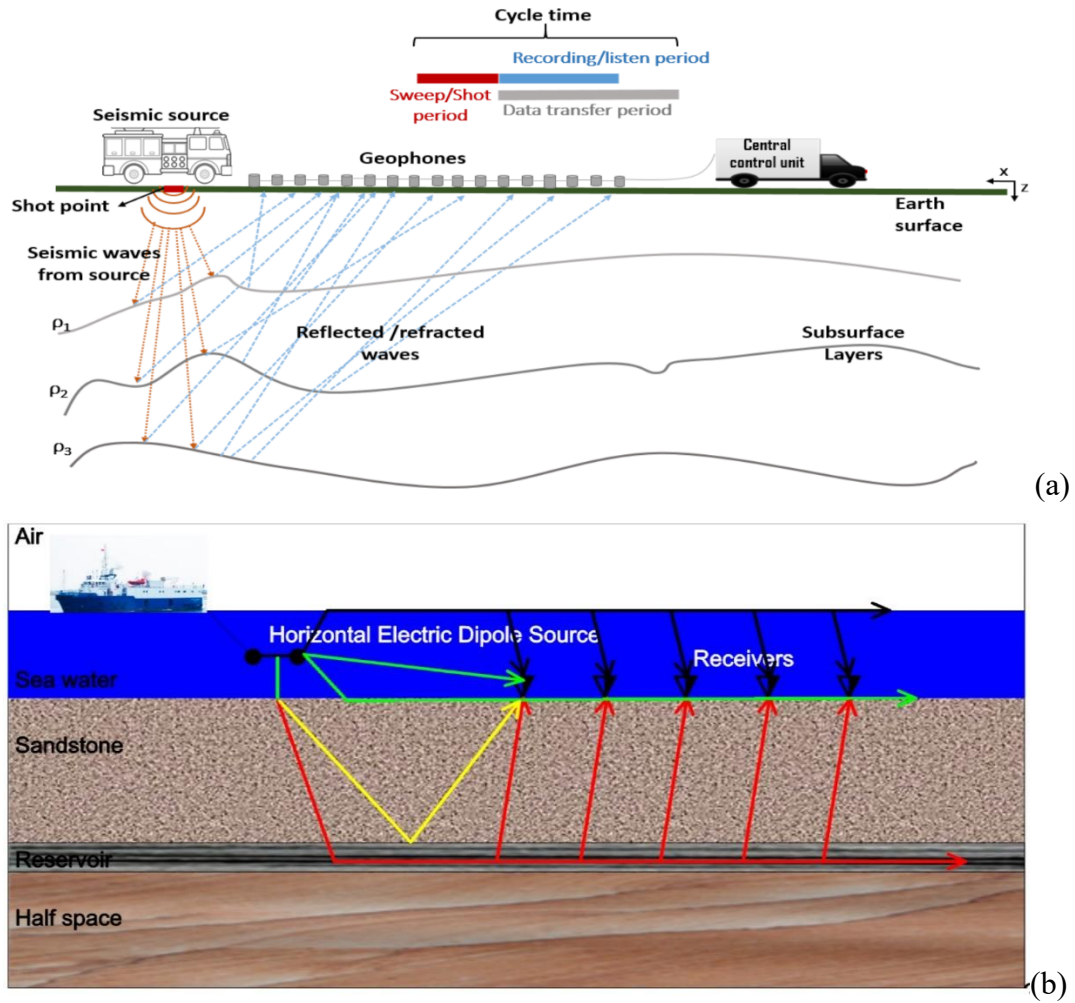 Cycle time
Recording/listen period
Sweep/Shot
period
Data transfer period
Seismic source
Geophones
Central
control unit
x
z
Shot point
Earth
surface
Seismic waves
from source
ρ1
Reflected /refracted
waves
Subsurface
Layers
ρ2
ρ3
(a)
Air
Horizontal Electric Dipole Source
Receivers
Sea water
Sandstone
Reservoir
Half space
(b)